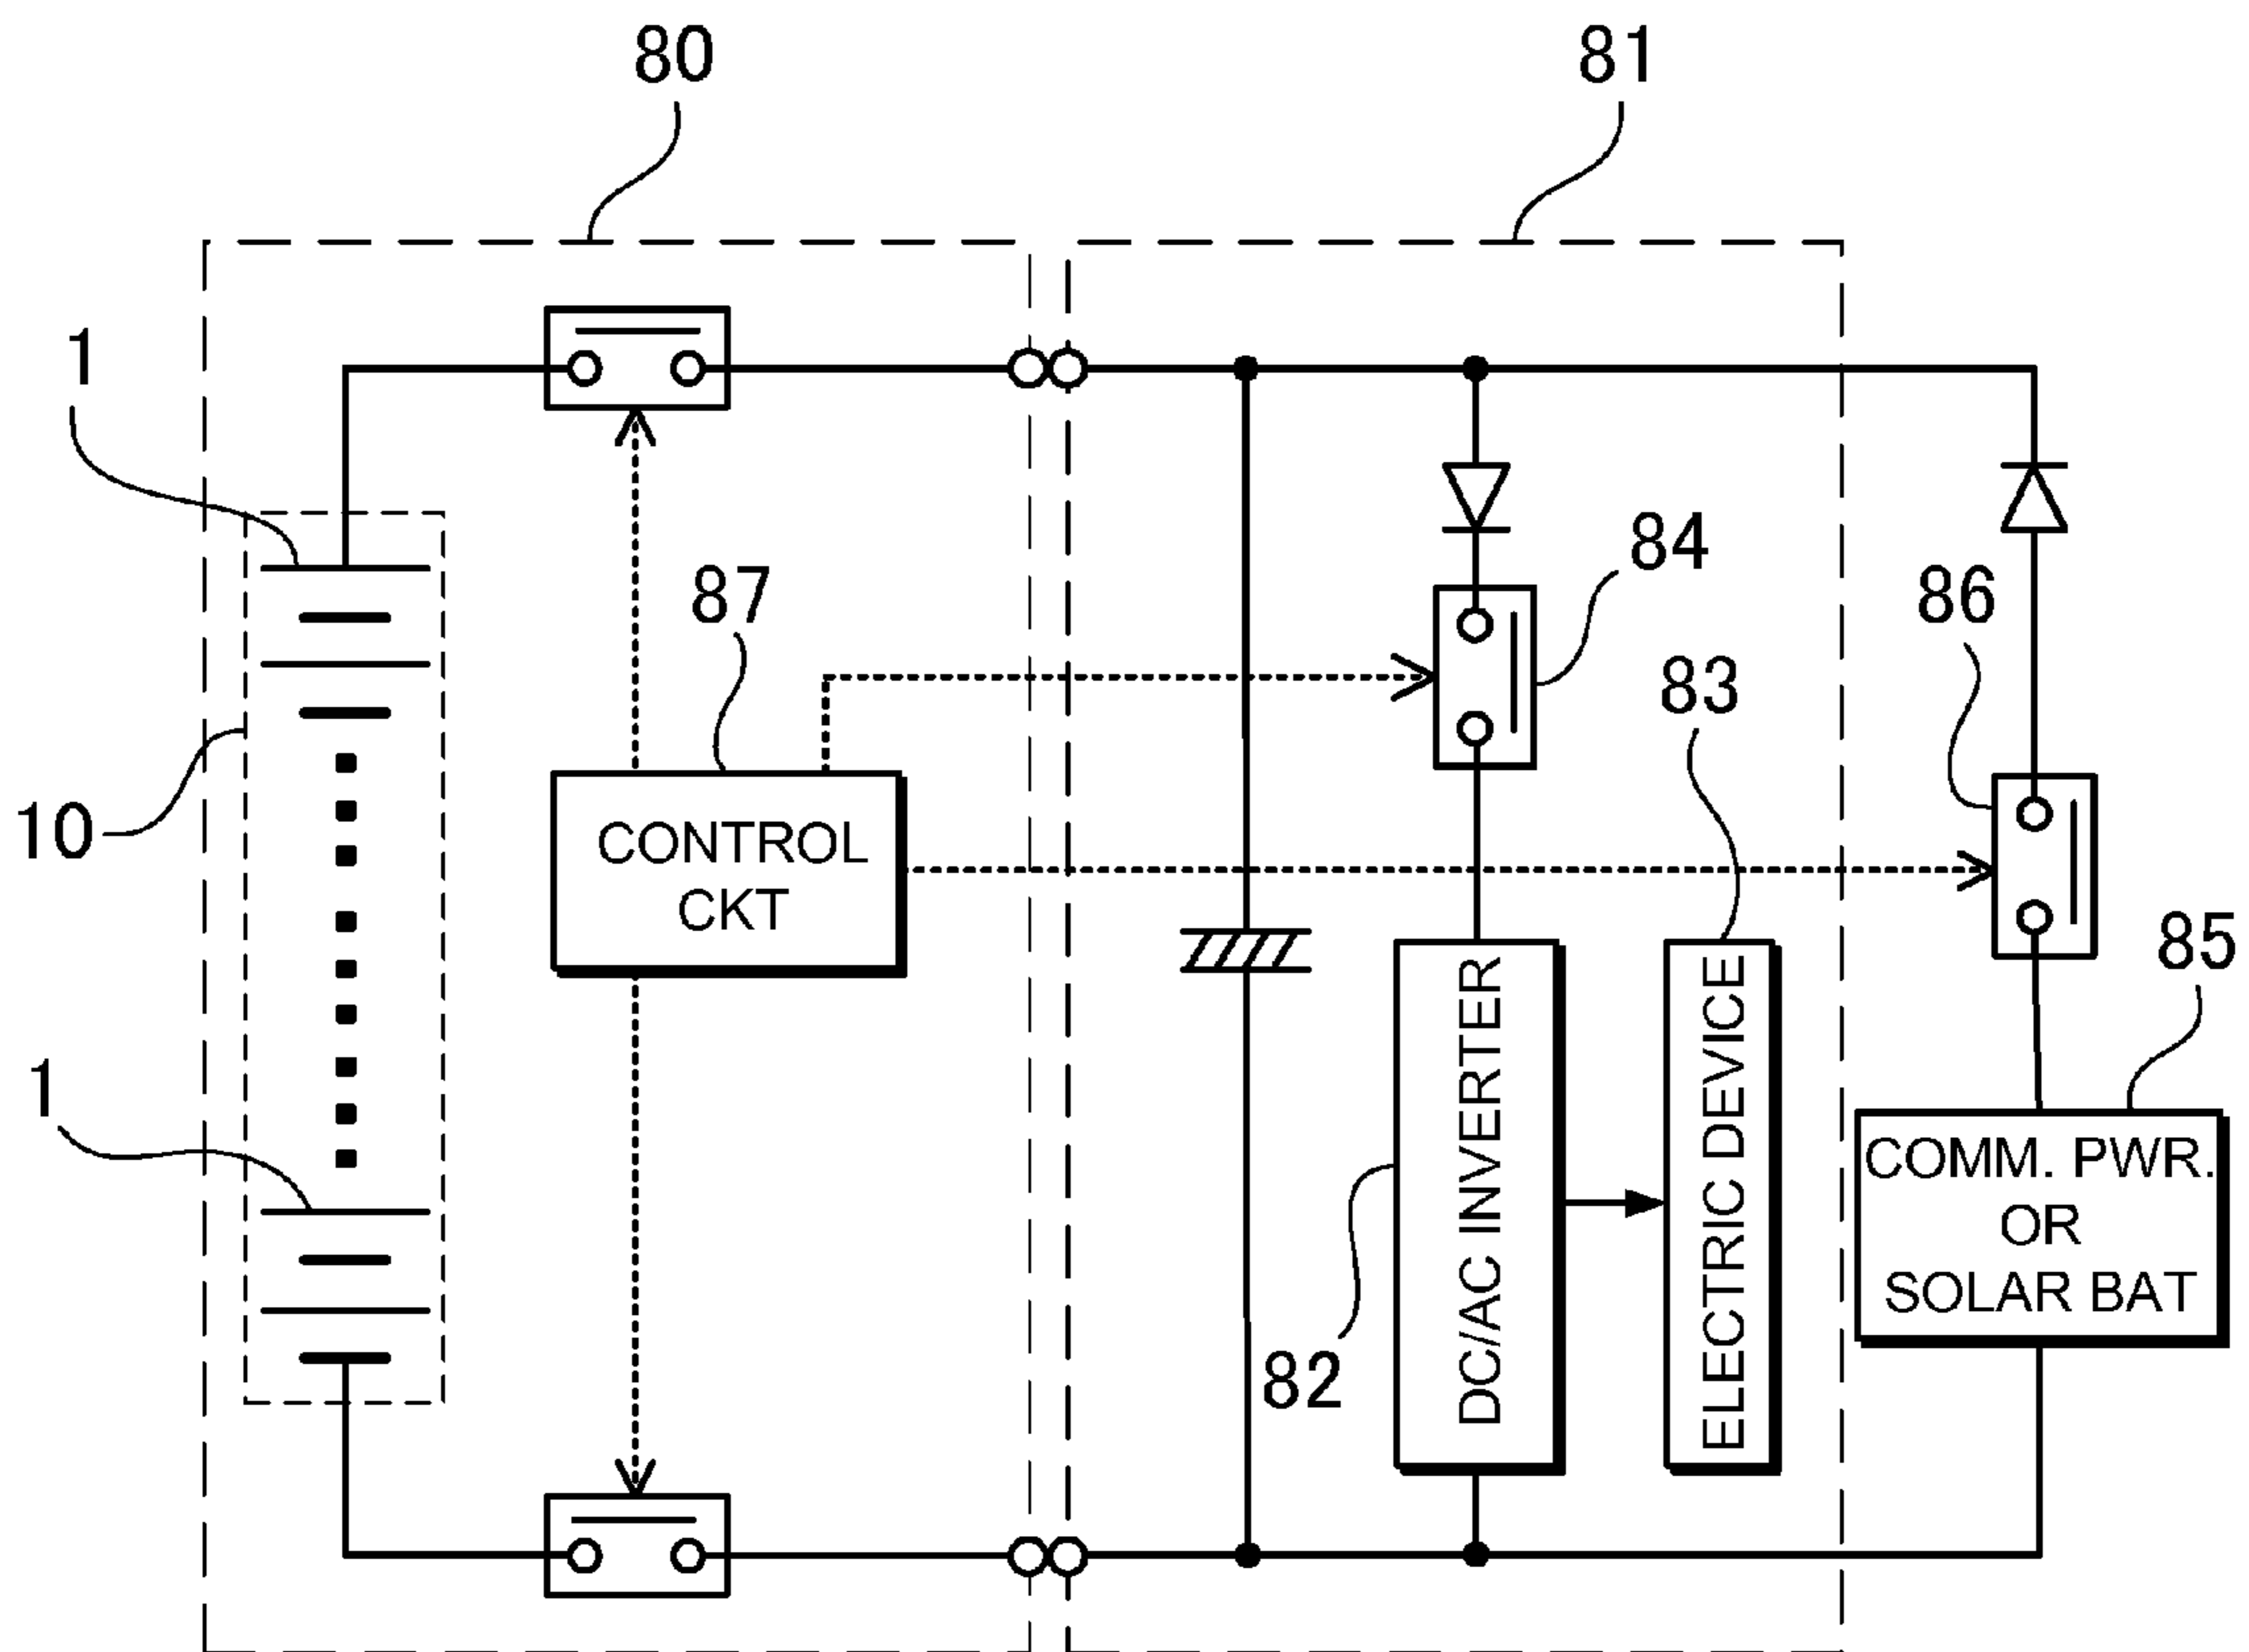 80
81
1
84
87
86
83
10
CONTROL
CKT
85
1
COMM. PWR.
OR
SOLAR BAT
DC/AC INVERTER
ELECTRIC DEVICE
82